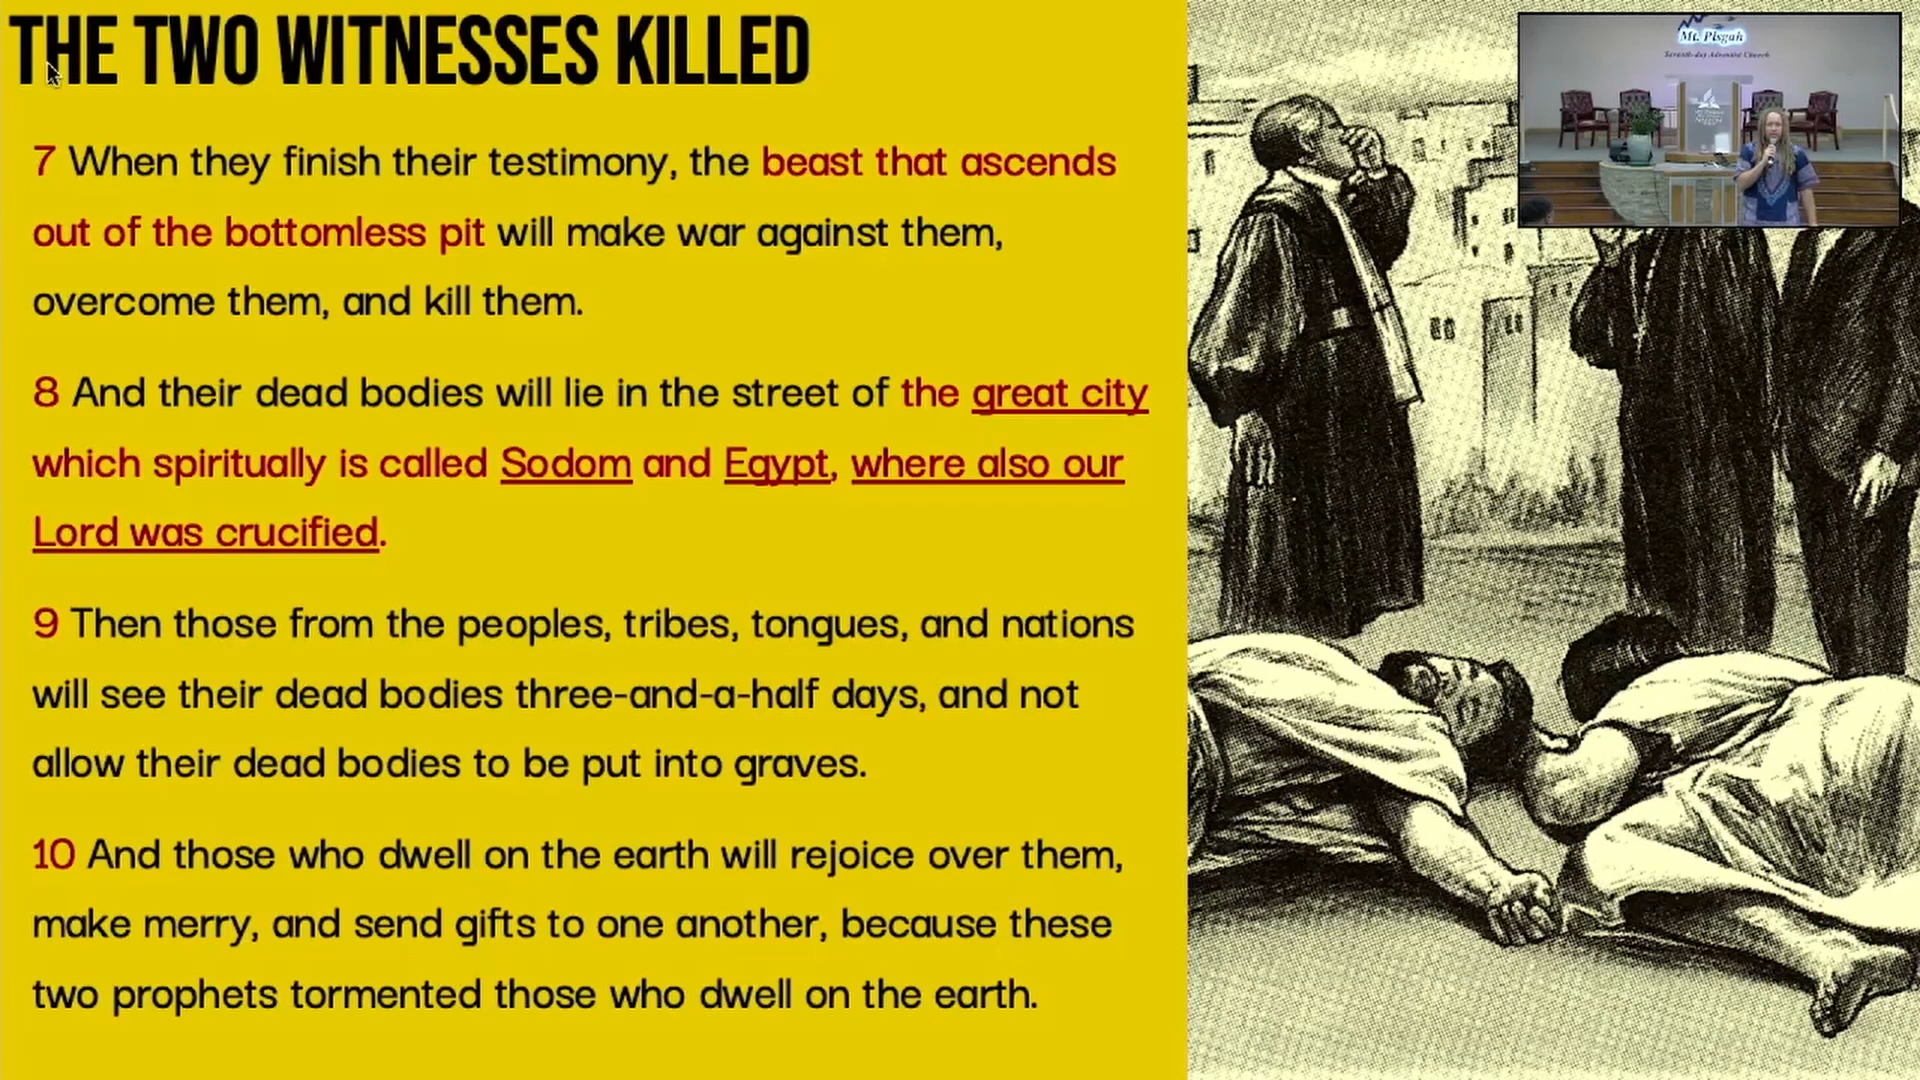 THE TWO WITNESSES KILLED
7 When they finish their testimony, the beast that ascends
out of the bottomless pit will make war against them,
overcome them, and kill them.
8 And their dead bodies will lie in the street of the great city
which spiritually is called Sodom and Egypt, where also our
Lord was crucified.
9 Then those from the peoples, tribes, tongues, and nations
will see their dead bodies three-and-a-half days, and not
allow their dead bodies to be put into graves.
10 And those who dwell on the earth will rejoice over them,
make merry, and send gifts to one another, because these
two prophets tormented those who dwell on the earth.
Mt. Pisgah
Seventh-day Adventist Church